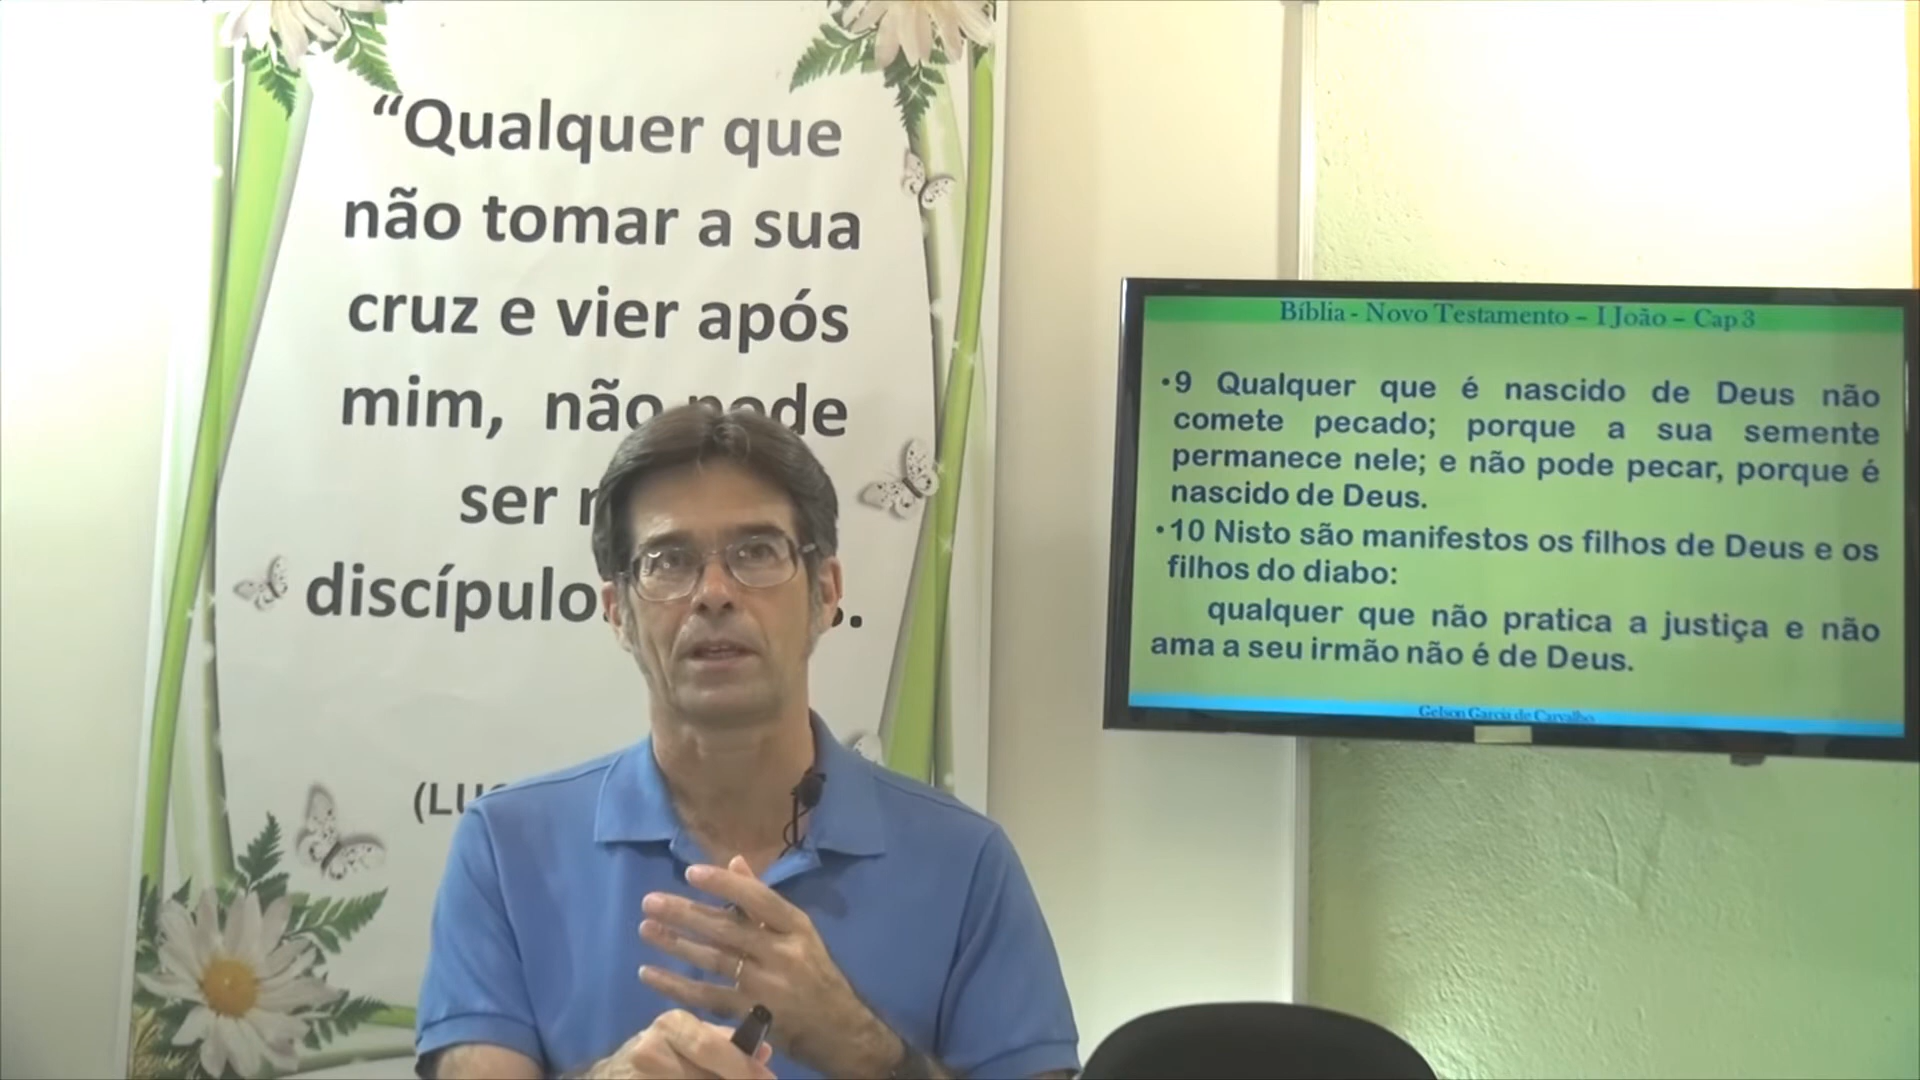 “Qualquer que
não tomar a sua
cruz e vier após
mim, não pode
ser
discípulo
Bíblia - Novo Testamento – I João – Cap 3
•9 Qualquer que é nascido de Deus não
comete pecado; porque a sua semente
permanece nele; e não pode pecar, porque é
nascido de Deus.
•10 Nisto são manifestos os filhos de Deus e os
filhos do diabo:
qualquer que não pratica a justiça e não
ama a seu irmão não é de Deus.
Gelson Garcia de Carvalho